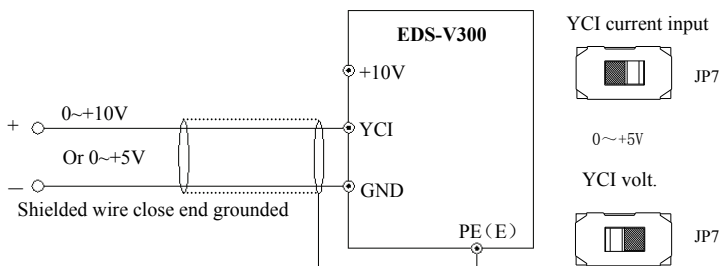 EDS-V300
+10V
+ 0~+10V
YCI
Or 0~+5V
– GND
Shielded wire close end grounded
PE(E)
YCI current input
JP7
0～+5V
YCI volt.
JP7